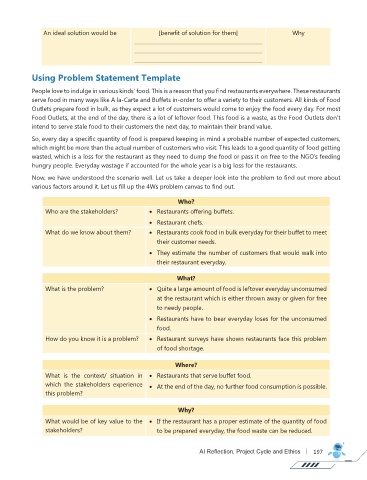 An ideal solution would be [benefit of solution for them] Why
Using Problem Statement Template
People love to indulge in various kinds' food. This is a reason that you find restaurants everywhere. These restaurants
serve food in many ways like A la-Carte and Buffets in-order to offer a variety to their customers. All kinds of Food
Outlets prepare food in bulk, as they expect a lot of customers would come to enjoy the food every day. For most
Food Outlets, at the end of the day, there is a lot of leftover food. This food is a waste, as the Food Outlets don't
intend to serve stale food to their customers the next day, to maintain their brand value.
So, every day a specific quantity of food is prepared keeping in mind a probable number of expected customers,
which might be more than the actual number of customers who visit. This leads to a good quantity of food getting
wasted, which is a loss for the restaurant as they need to dump the food or pass it on free to the NGO's feeding
hungry people. Everyday wastage if accounted for the whole year is a big loss for the restaurants.
Now, we have understood the scenario well. Let us take a deeper look into the problem to find out more about
various factors around it. Let us fill up the 4Ws problem canvas to find out.
Who?
Who are the stakeholders? • Restaurants offering buffets.
• Restaurant chefs.
What do we know about them? • Restaurants cook food in bulk everyday for their buffet to meet
their customer needs.
• They estimate the number of customers that would walk into
their restaurant everyday.
What?
What is the problem? • Quite a large amount of food is leftover everyday unconsumed
at the restaurant which is either thrown away or given for free
to needy people.
• Restaurants have to bear everyday loses for the unconsumed
food.
How do you know it is a problem? • Restaurant surveys have shown restaurants face this problem
of food shortage.
Where?
What is the context/ situation in • Restaurants that serve buffet food.
which the stakeholders experience • At the end of the day, no further food consumption is possible.
this problem?
Why?
What would be of key value to the • If the restaurant has a proper estimate of the quantity of food
stakeholders? to be prepared everyday, the food waste can be reduced.
AI Reflection, Project Cycle and Ethics 197